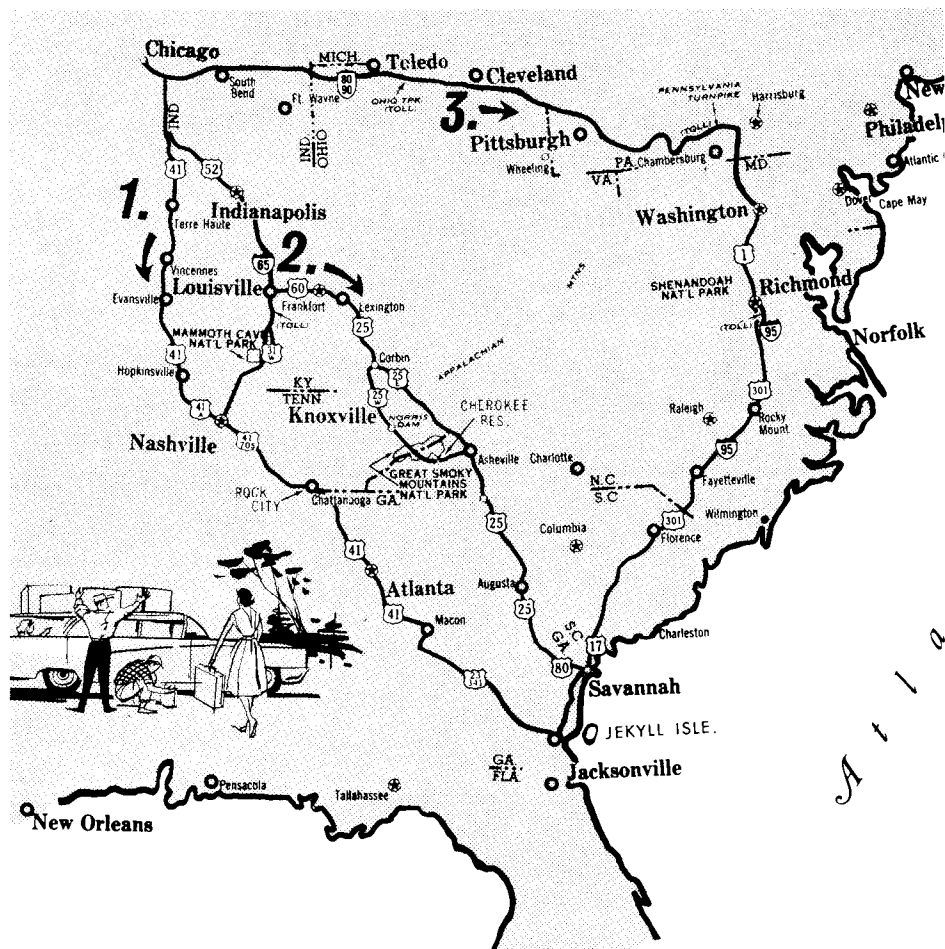 Chicago
MICH.
Toledo
South
Bend
80
90
OHIO TPK.
(TOLL)
Cleveland
3.
PENNSYLVANIA
TURNPIKE
(TOLL)
Harrisburg
New
Philadelp
Ft. Wayne
IND
IND
OHIO
Pittsburgh
Wheeling
PA.
VA.
Chambersburg
MD.
Atlantic
Dover
Cape May
41
52
1.
Indianapolis
Terre Haute
Washington
1
Vincennes
65
2.
Louisville
60
Frankfort
Lexington
MTNS
SHENANDOAH
NAT'L PARK
Richmond
Evansville
(TOLL)
25
(TOLL)
95
Norfolk
MAMMOTH CAVE
NAT'L PARK
31
W
41
Corbin
25
E
APPALACHIAN
Hopkinsville
KY
TENN
25
W
301
41
A
Knoxville
NORRIS
DAM
CHEROKEE
RES.
Raleigh
Rocky
Mount
Nashville
41
70S
95
Asheville
Charlotte
GREAT SMOKY
MOUNTAINS
NAT'L PARK
N.C.
S.C.
Fayetteville
ROCK
CITY
Chattanooga
GA.
Wilmington
301
25
Columbia
Florence
41
Atlanta
Augusta
41
Macon
25
S.C.
GA.
17
Charleston
80
Savannah
JEKYLL ISLE.
GA.
FLA.
Jacksonville
Pensacola
Tallahassee
New Orleans
Atla